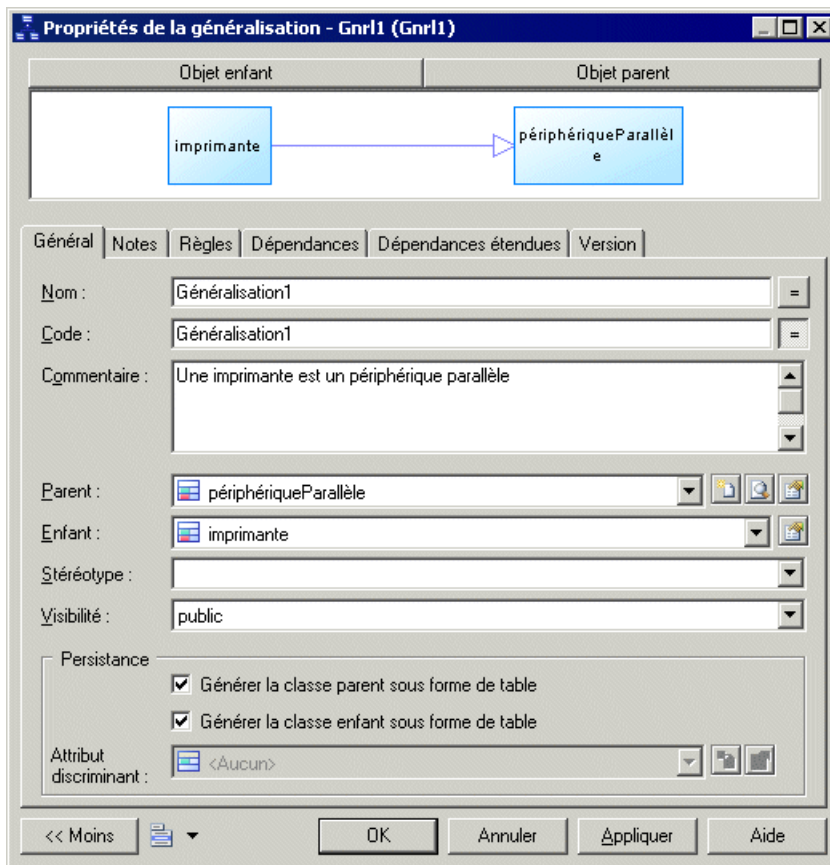 Propriétés de la généralisation - Gnrl1 (Gnrl1)
Objet enfant
Objet parent
imprimante
périphériqueParallèl
e
Général
Notes
Règles
Dépendances
Dépendances étendues
Version
Nom :
Généralisation1
=
Code :
Généralisation1
=
Commentaire :
Une imprimante est un périphérique parallèle
Parent :
périphériqueParallèle
Enfant :
imprimante
Stéréotype :
Visibilité :
public
Persistance
Générer la classe parent sous forme de table
Générer la classe enfant sous forme de table
Attribut
discriminant :
<Aucun>
<< Moins
OK
Annuler
Appliquer
Aide